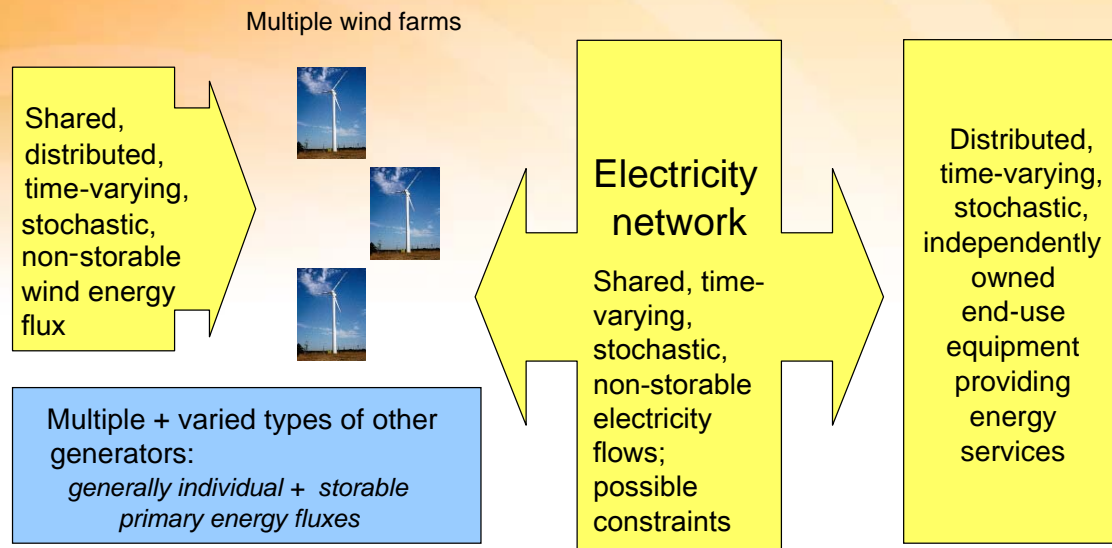 Multiple wind farms
Shared,
distributed,
time-varying,
stochastic,
non-storable
wind energy
flux
Multiple + varied types of other
generators:
generally individual + storable
primary energy fluxes
Electricity
network
Shared, time-
varying,
stochastic,
non-storable
electricity
flows;
possible
constraints
Distributed,
time-varying,
stochastic,
independently
owned
end-use
equipment
providing
energy
services